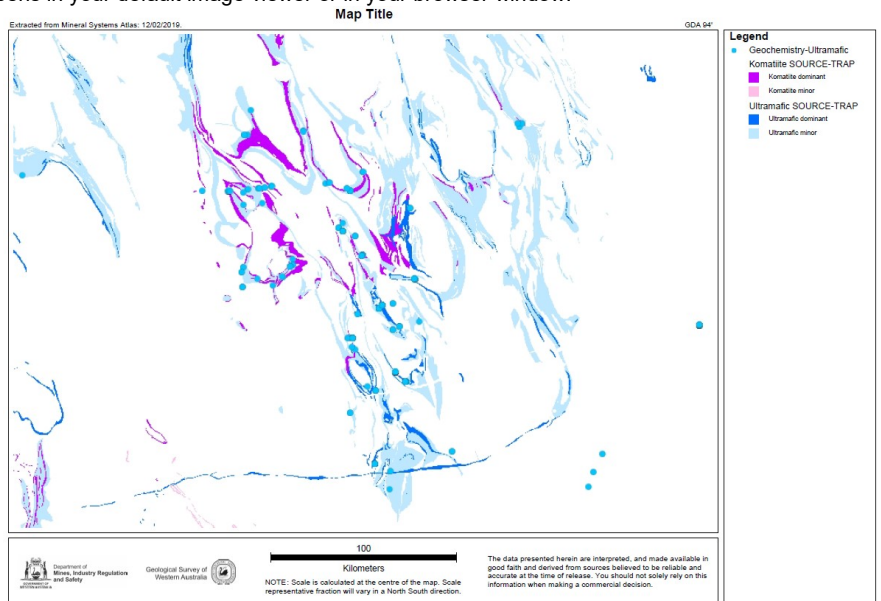 Map Title
Extracted from Mineral Systems Atlas: 12/02/2019.
GDA 94'
Legend
Geochemistry-Ultramafic
Komatiite SOURCE-TRAP
Komatiite dominant
Komatiite minor
Ultramafic SOURCE-TRAP
Ultramafic dominant
Ultramafic minor
Department of
Mines, Industry Regulation
and Safety
GOVERNMENT OF
WESTERN AUSTRALIA
Geological Survey of
Western Australia
100
Kilometers
NOTE: Scale is calculated at the centre of the map. Scale
representative fraction will vary in a North South direction.
The data presented herein are interpreted, and made available in
good faith and derived from sources believed to be reliable and
accurate at the time of release. You should not solely rely on this
information when making a commercial decision.